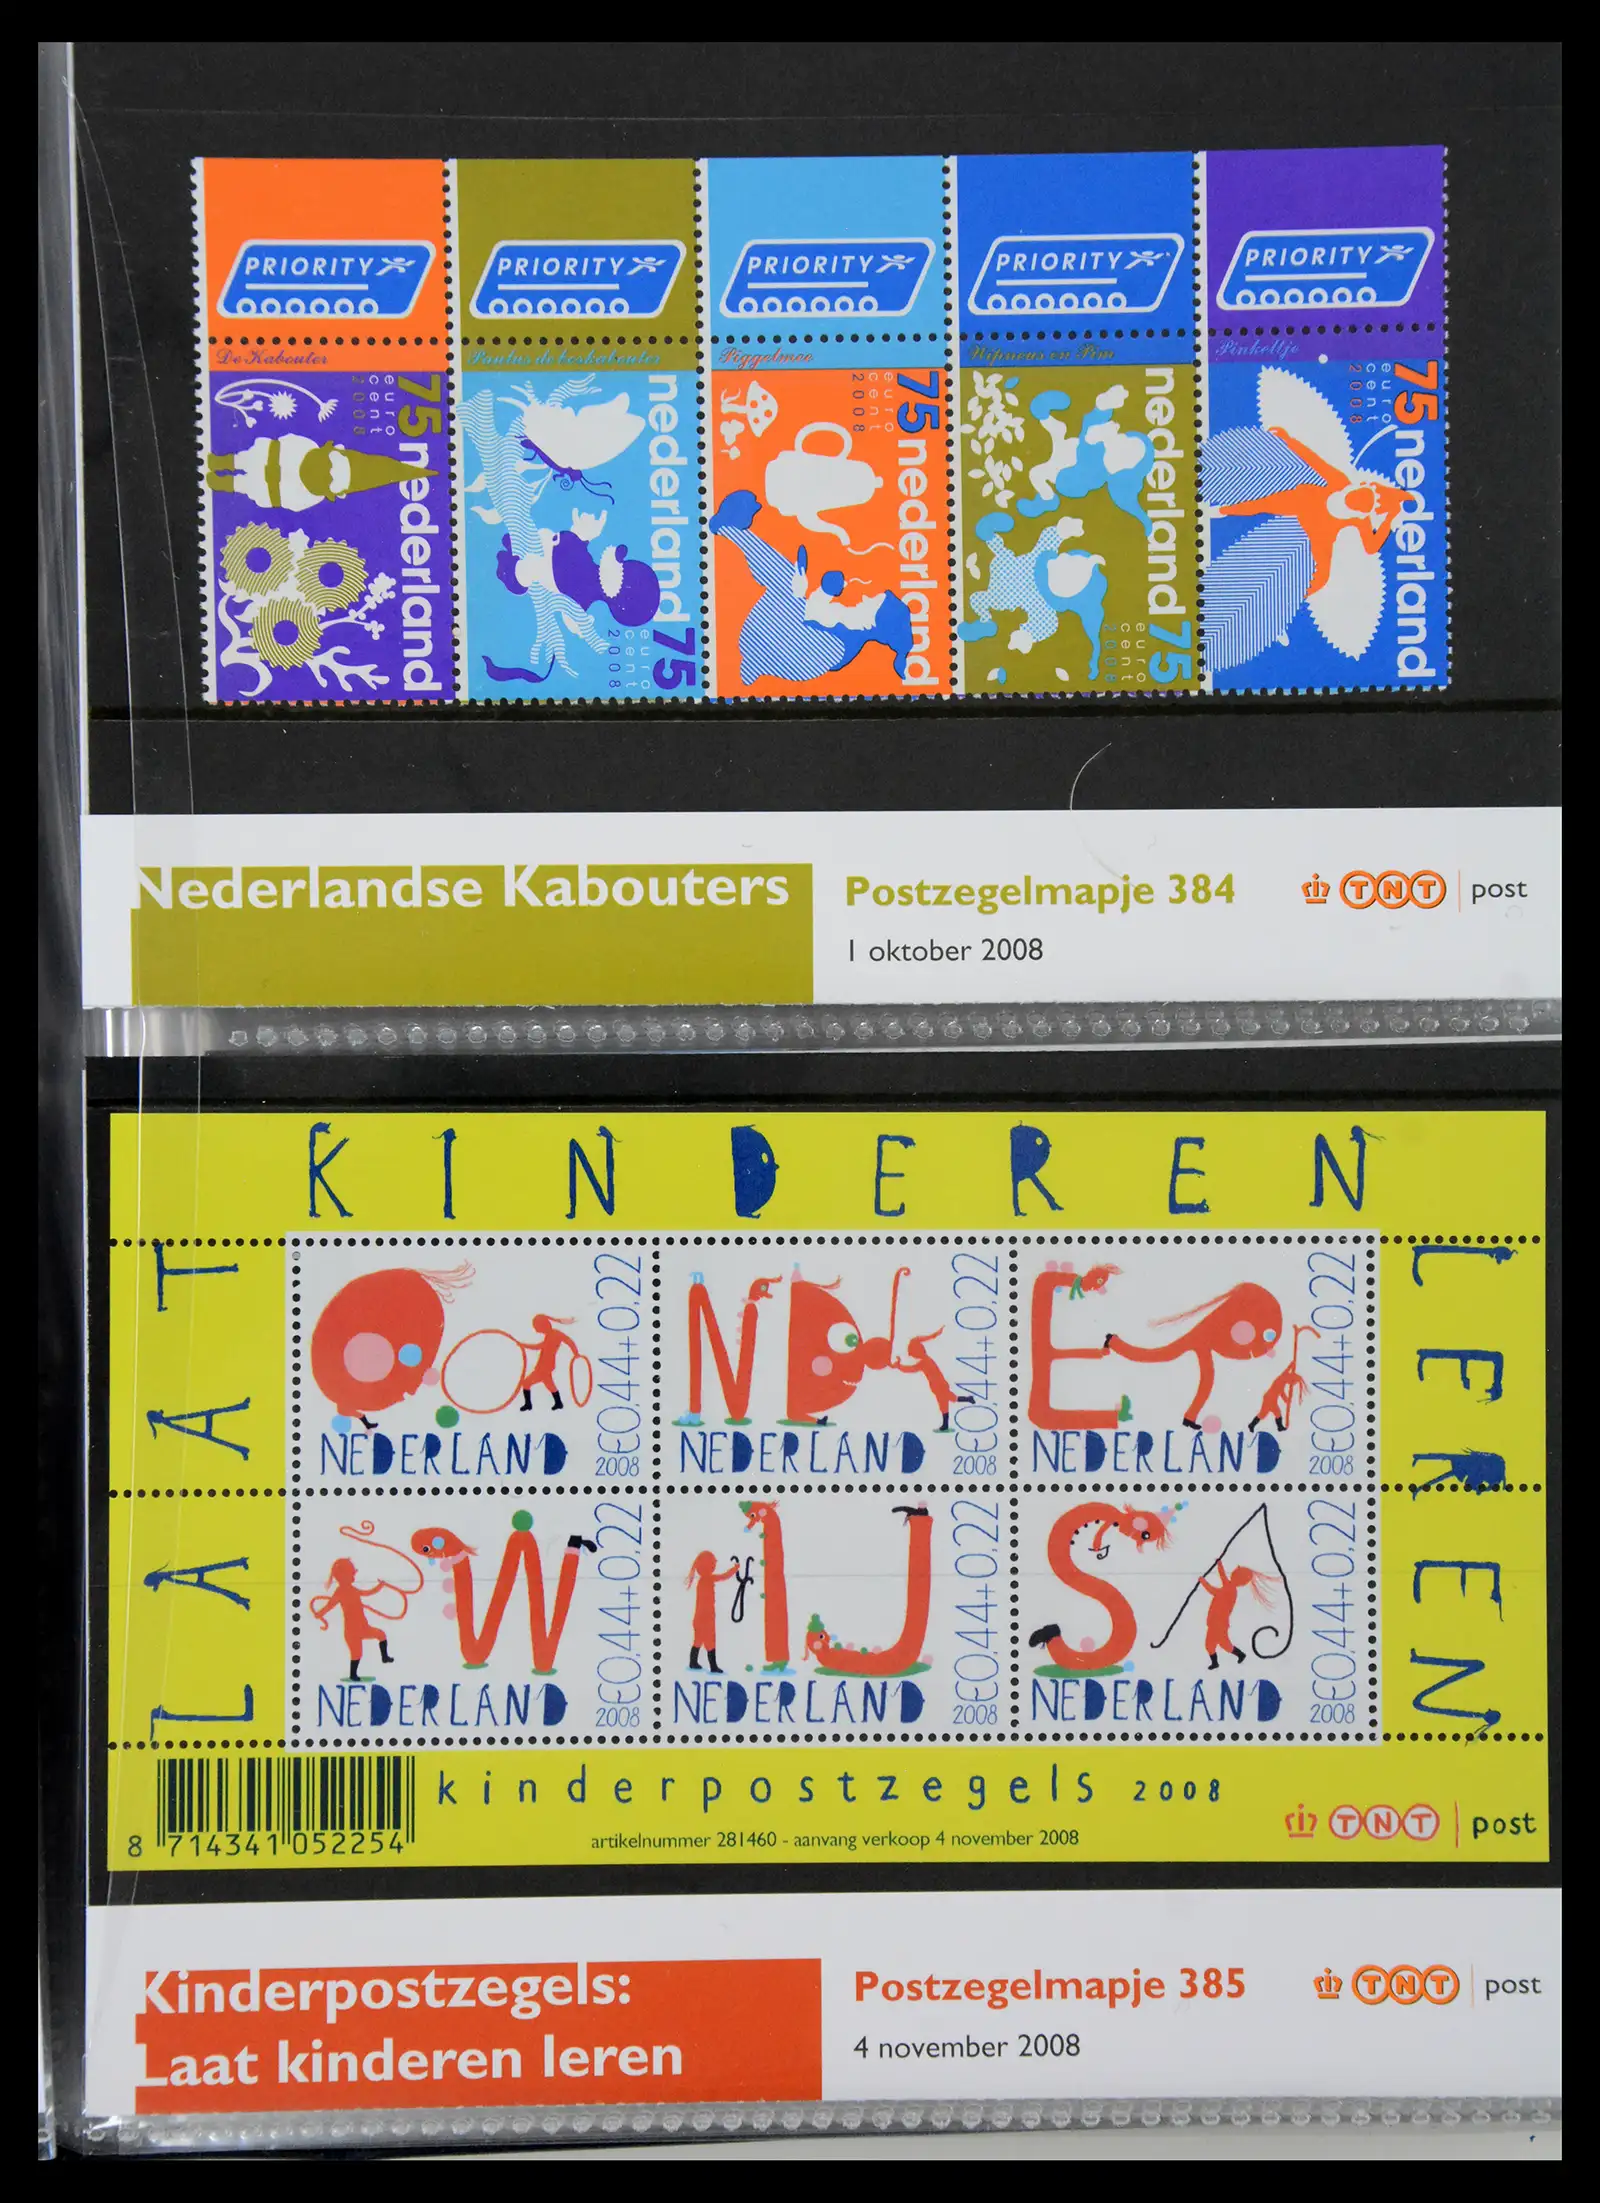 PRIORITY
PRIORITY
PRIORITY
PRIORITY
PRIORITY
De Kabouter
Paulus de boskabouter
Piggelmee
Wipneus en Pim
Pinkeltje
75 euro cent 2008
nederland
nederland
75 euro cent 2008
75 euro cent 2008
nederland
nederland
75 euro cent 2008
75 euro cent 2008
nederland
Nederlandse Kabouters
Postzegelmapje 384
1 oktober 2008
TNT post
LAAT
KINDEREN
LEREN
O
€0,44+0,22
NEDERLAND 2008
ND
€0,44+0,22
NEDERLAND 2008
E
€0,44+0,22
NEDERLAND 2008
W
€0,44+0,22
NEDERLAND 2008
IJ
€0,44+0,22
NEDERLAND 2008
S
€0,44+0,22
NEDERLAND 2008
kinderpostzegels 2008
8 714341 052254
artikelnummer 281460 - aanvang verkoop 4 november 2008
TNT post
Kinderpostzegels:
Laat kinderen leren
Postzegelmapje 385
4 november 2008
TNT post